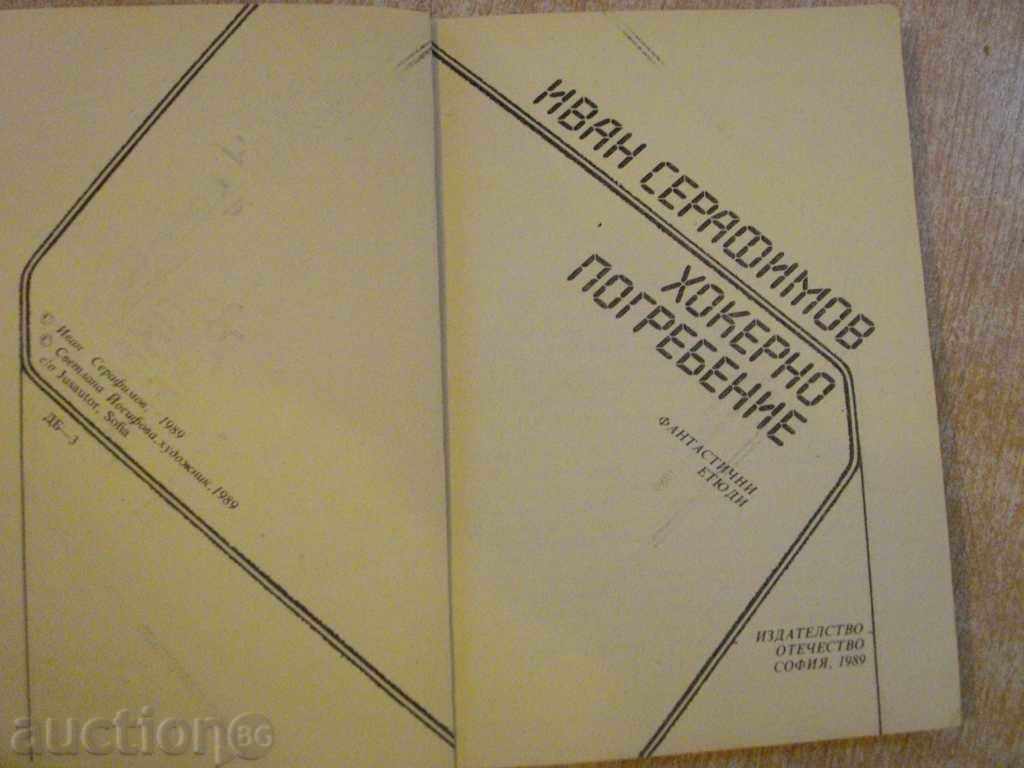 © Иван Серафимов, 1989
© Светлана Йосифова, художник, 1989
c/o Jusautor, Sofia
ДБ—3
ИВАН СЕРАФИМОВ
ХОКЕРНО
ПОГРЕБЕНИЕ
ФАНТАСТИЧНИ
ЕТЮДИ
ИЗДАТЕЛСТВО
ОТЕЧЕСТВО
СОФИЯ, 1989
auction BG